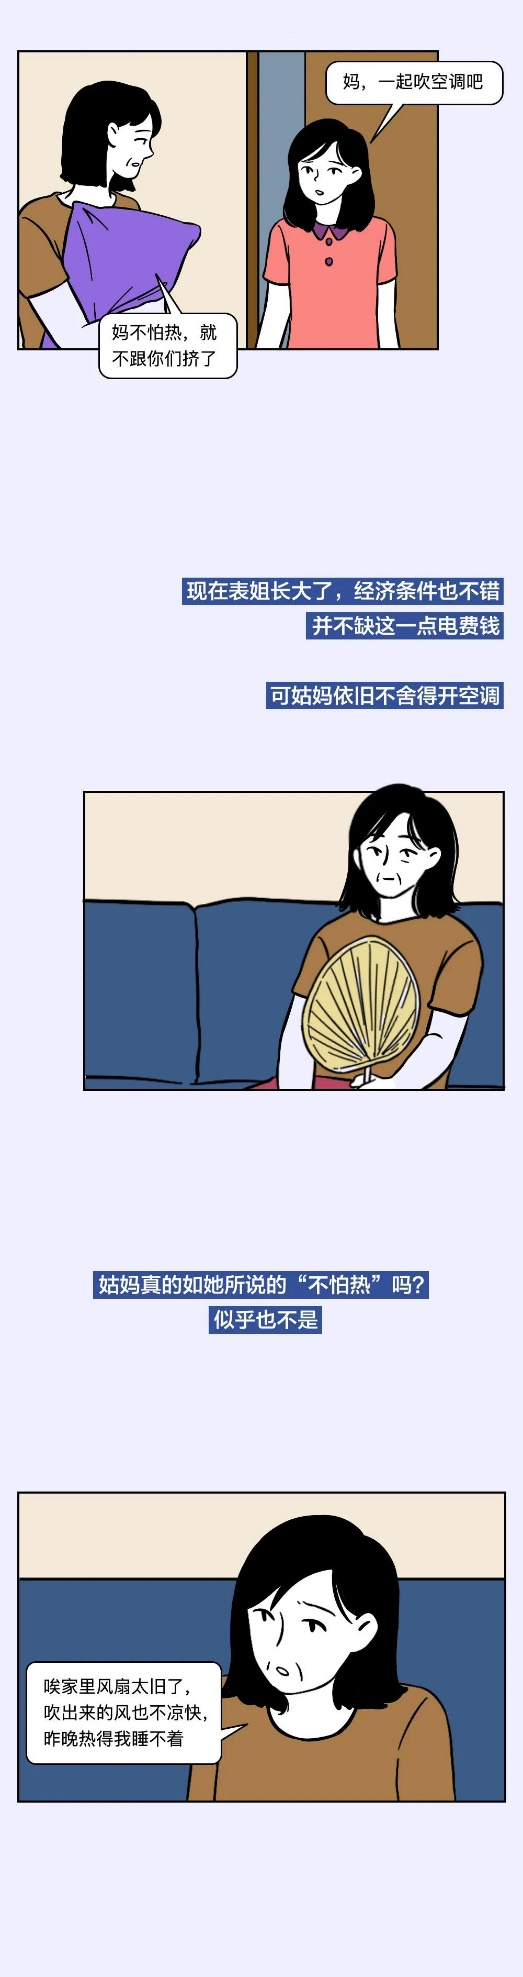 妈，一起吹空调吧
妈不怕热，就
不跟你们挤了
现在表姐长大了，经济条件也不错
并不缺这一点电费钱
可姑妈依旧不舍得开空调
姑妈真的如她所说的“不怕热”吗？
似乎也不是
唉家里风扇太旧了，
吹出来的风也不凉快，
昨晚热得我睡不着